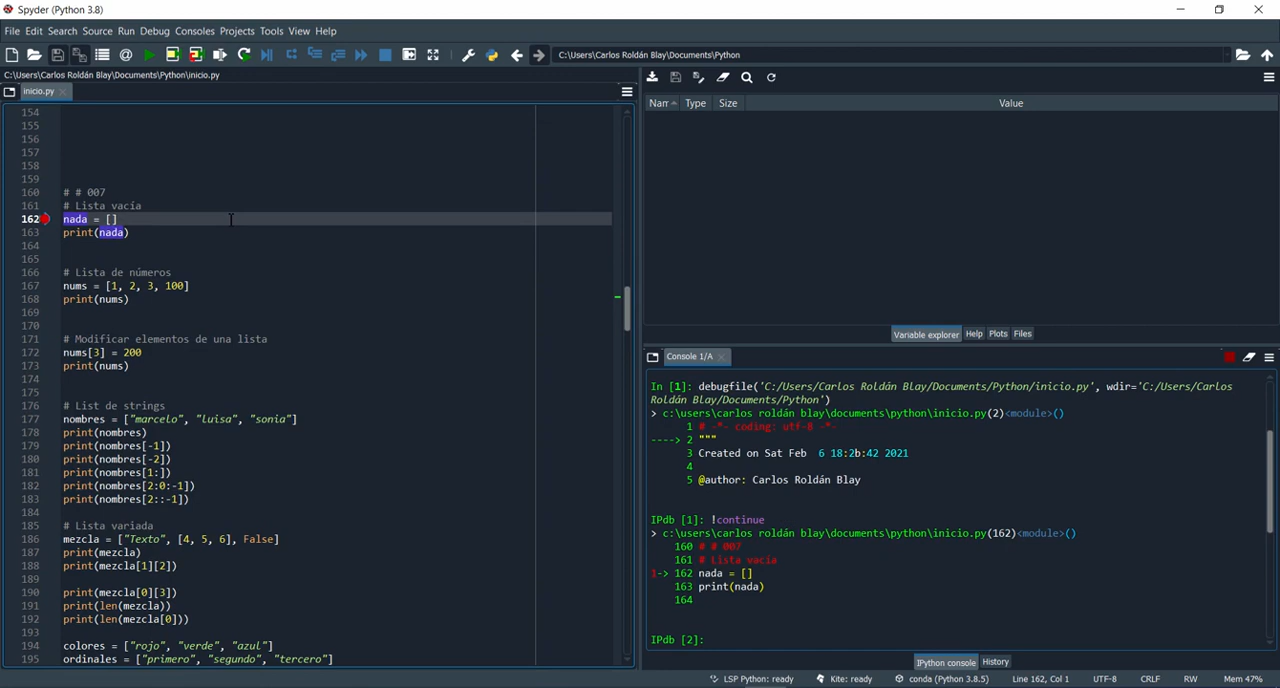 Spyder (Python 3.8)
File Edit Search Source Run Debug Consoles Projects Tools View Help
C:\Users\Carlos Roldán Blay\Documents\Python
C:\Users\Carlos Roldán Blay\Documents\Python\inicio.py
inicio.py
154
155
156
157
158
159
160 # # 007
161 # Lista vacía
162 nada = []
163 print(nada)
164
165
166 # Lista de números
167 nums = [1, 2, 3, 100]
168 print(nums)
169
170
171 # Modificar elementos de una lista
172 nums[3] = 200
173 print(nums)
174
175
176 # List de strings
177 nombres = ["marcelo", "luisa", "sonia"]
178 print(nombres)
179 print(nombres[-1])
180 print(nombres[-2])
181 print(nombres[1:])
182 print(nombres[2:0:-1])
183 print(nombres[2::-1])
184
185 # Lista variada
186 mezcla = ["Texto", [4, 5, 6], False]
187 print(mezcla)
188 print(mezcla[1][2])
189
190 print(mezcla[0][3])
191 print(len(mezcla))
192 print(len(mezcla[0]))
193
194 colores = ["rojo", "verde", "azul"]
195 ordinales = ["primero", "segundo", "tercero"]
Nam Type Size Value
Variable explorer Help Plots Files
Console 1/A
In [1]: debugfile('C:/Users/Carlos Roldán Blay/Documents/Python/inicio.py', wdir='C:/Users/Carlos
Roldán Blay/Documents/Python')
> c:\users\carlos roldán blay\documents\python\inicio.py(2)<module>()
1 # -*- coding: utf-8 -*-
----> 2 """
3 Created on Sat Feb  6 18:2b:42 2021
4
5 @author: Carlos Roldán Blay
IPdb [1]: !continue
> c:\users\carlos roldán blay\documents\python\inicio.py(162)<module>()
160 # # 007
161 # Lista vacía
1-> 162 nada = []
163 print(nada)
164
IPdb [2]:
IPython console History
LSP Python: ready Kite: ready conda (Python 3.8.5) Line 162, Col 1 UTF-8 CRLF RW Mem 47%